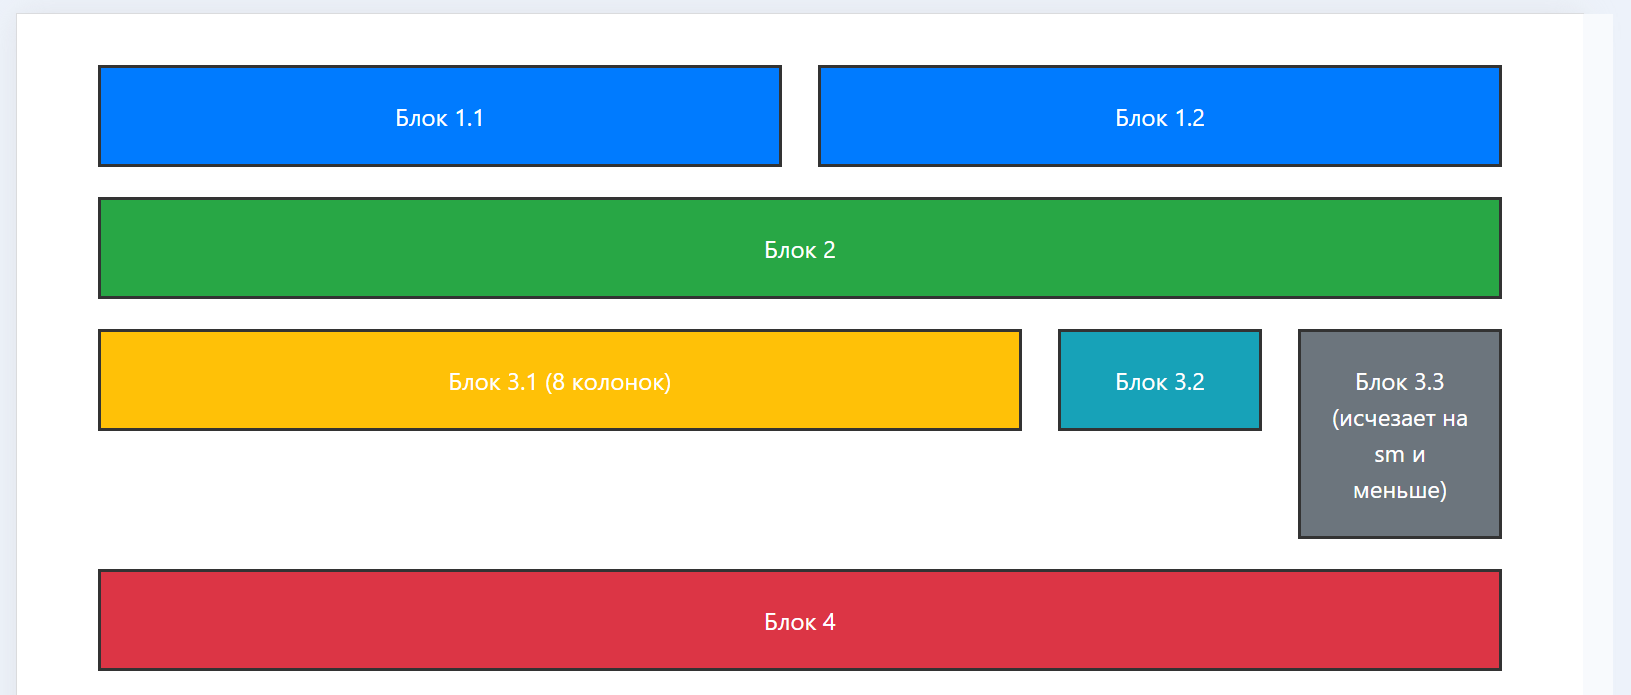 Блок 1.1
Блок 1.2
Блок 2
Блок 3.1 (8 колонок)
Блок 3.2
Блок 3.3
(исчезает на
sm и
меньше)
Блок 4